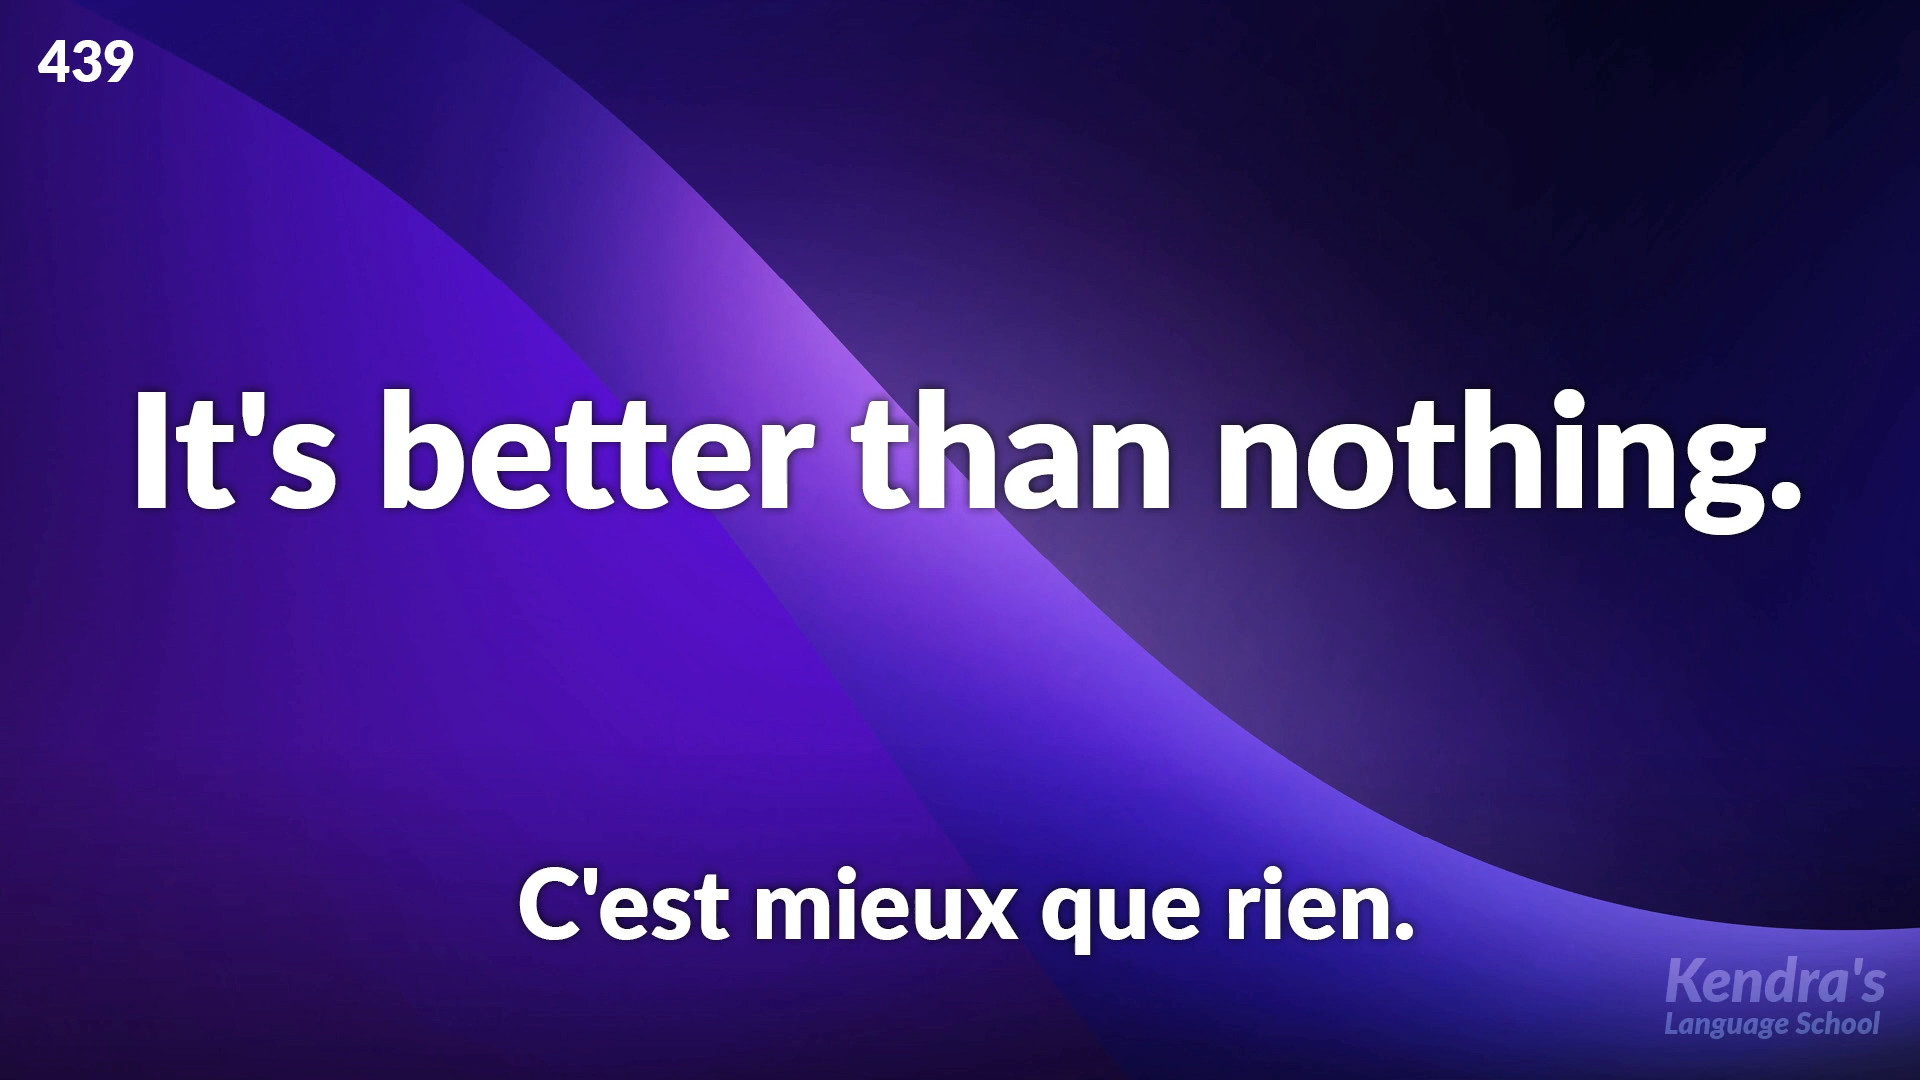 439
It's better than nothing.
C'est mieux que rien.
Kendra's
Language School